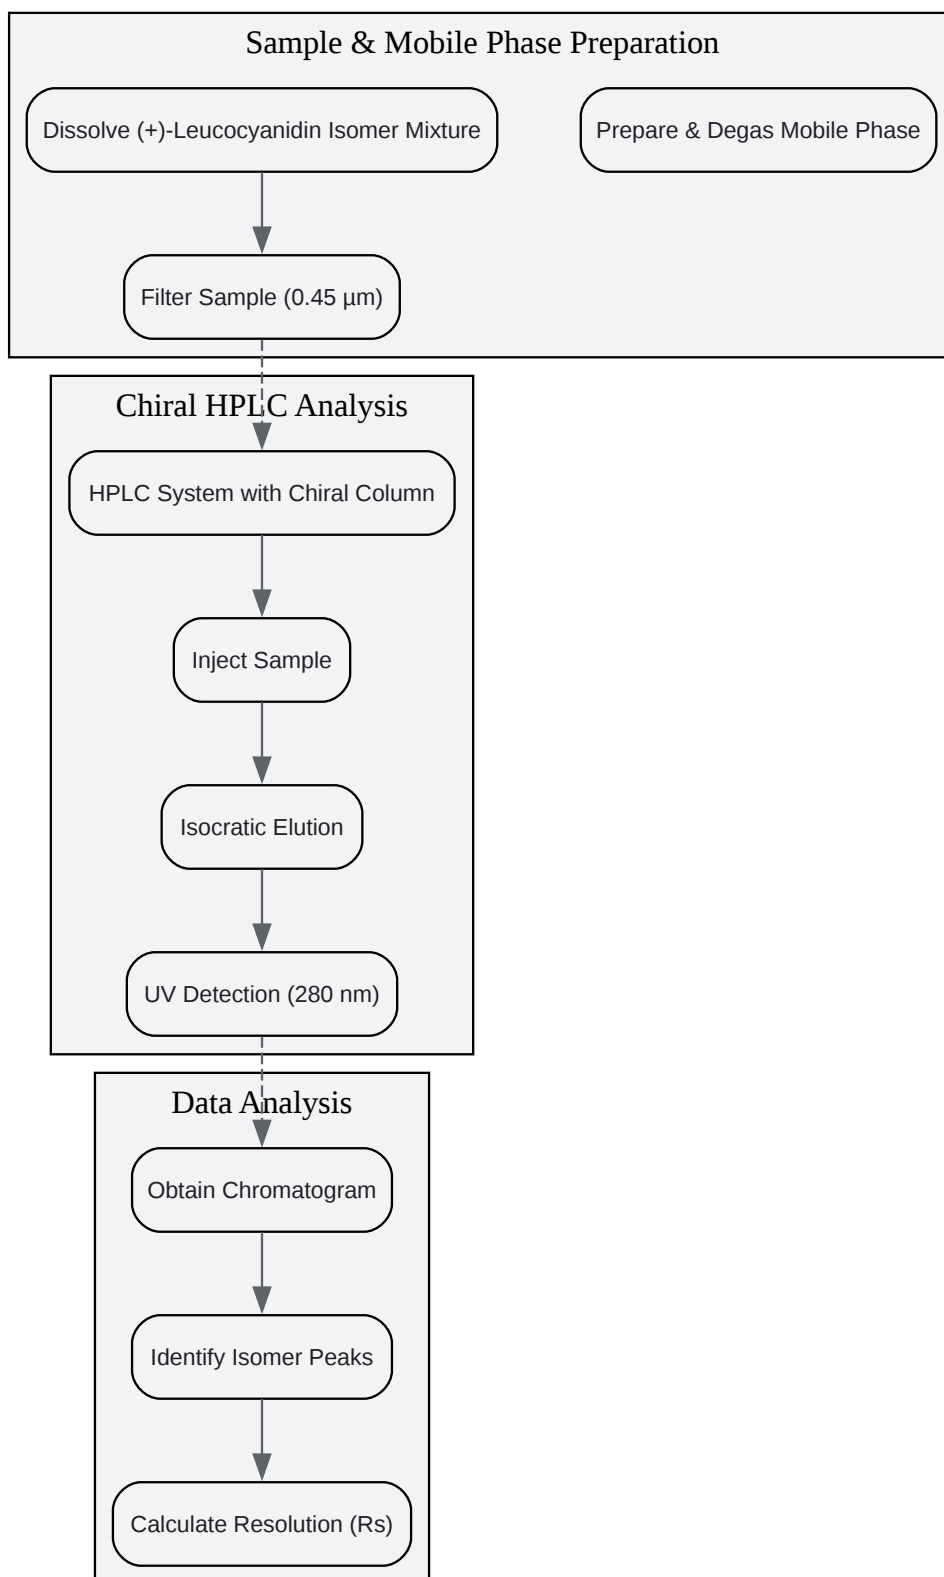 Sample & Mobile Phase Preparation
Dissolve (+)-Leucocyanidin Isomer Mixture
Prepare & Degas Mobile Phase
Filter Sample (0.45 µm)
Chiral HPLC Analysis
HPLC System with Chiral Column
Inject Sample
Isocratic Elution
UV Detection (280 nm)
Data Analysis
Obtain Chromatogram
Identify Isomer Peaks
Calculate Resolution (Rs)